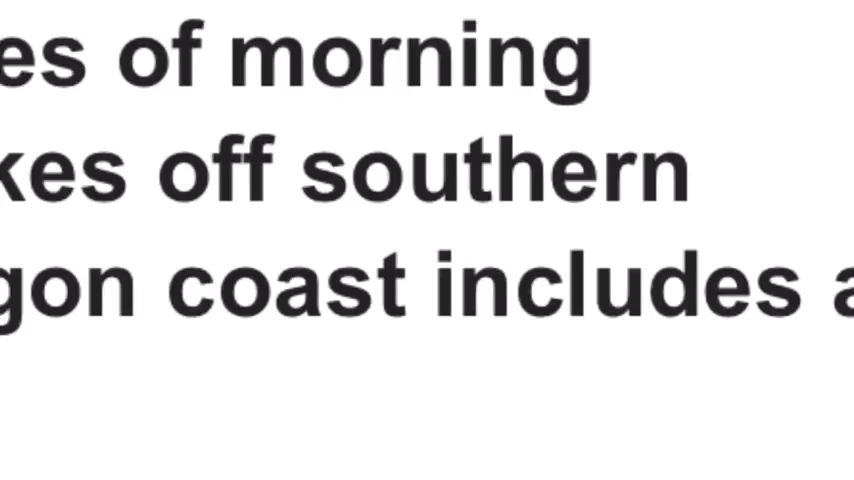 es of morning
kes off southern
gon coast includes a